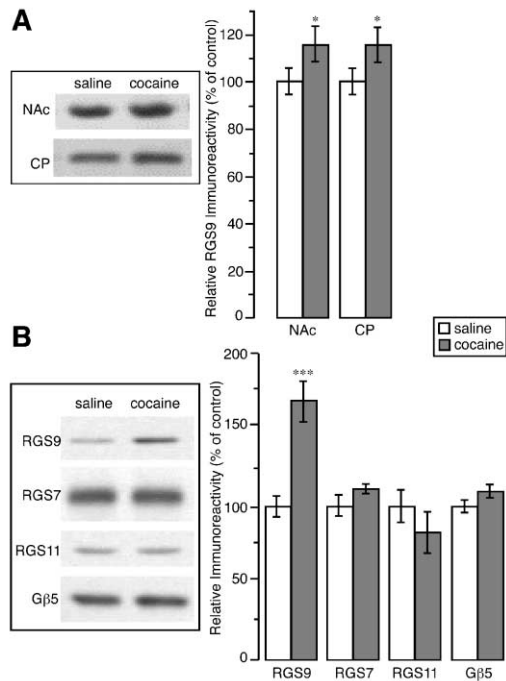 A
saline cocaine
NAc
CP
Relative RGS9 Immunoreactivity (% of control)
120
100
80
60
40
20
0
*
*
NAc CP
saline
cocaine
B
saline cocaine
RGS9
RGS7
RGS11
Gβ5
Relative Immunoreactivity (% of control)
200
150
100
50
0
***
RGS9 RGS7 RGS11 Gβ5